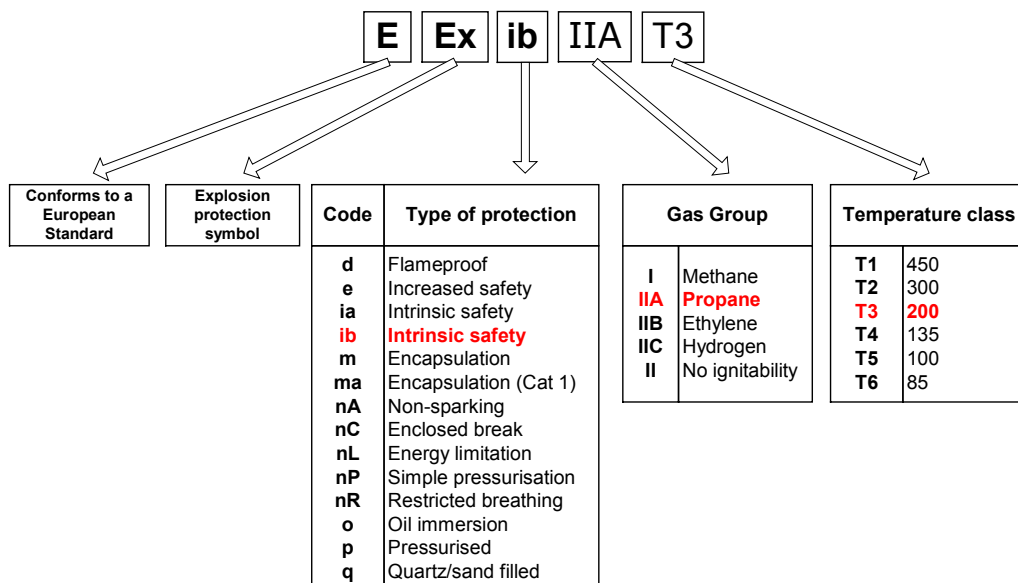 E Ex ib IIA T3
Conforms to a
European
Standard
Explosion
protection
symbol
Code Type of protection
d Flameproof
e Increased safety
ia Intrinsic safety
ib Intrinsic safety
m Encapsulation
ma Encapsulation (Cat 1)
nA Non-sparking
nC Enclosed break
nL Energy limitation
nP Simple pressurisation
nR Restricted breathing
o Oil immersion
p Pressurised
q Quartz/sand filled
Gas Group
I Methane
IIA Propane
IIB Ethylene
IIC Hydrogen
II No ignitability
Temperature class
T1 450
T2 300
T3 200
T4 135
T5 100
T6 85